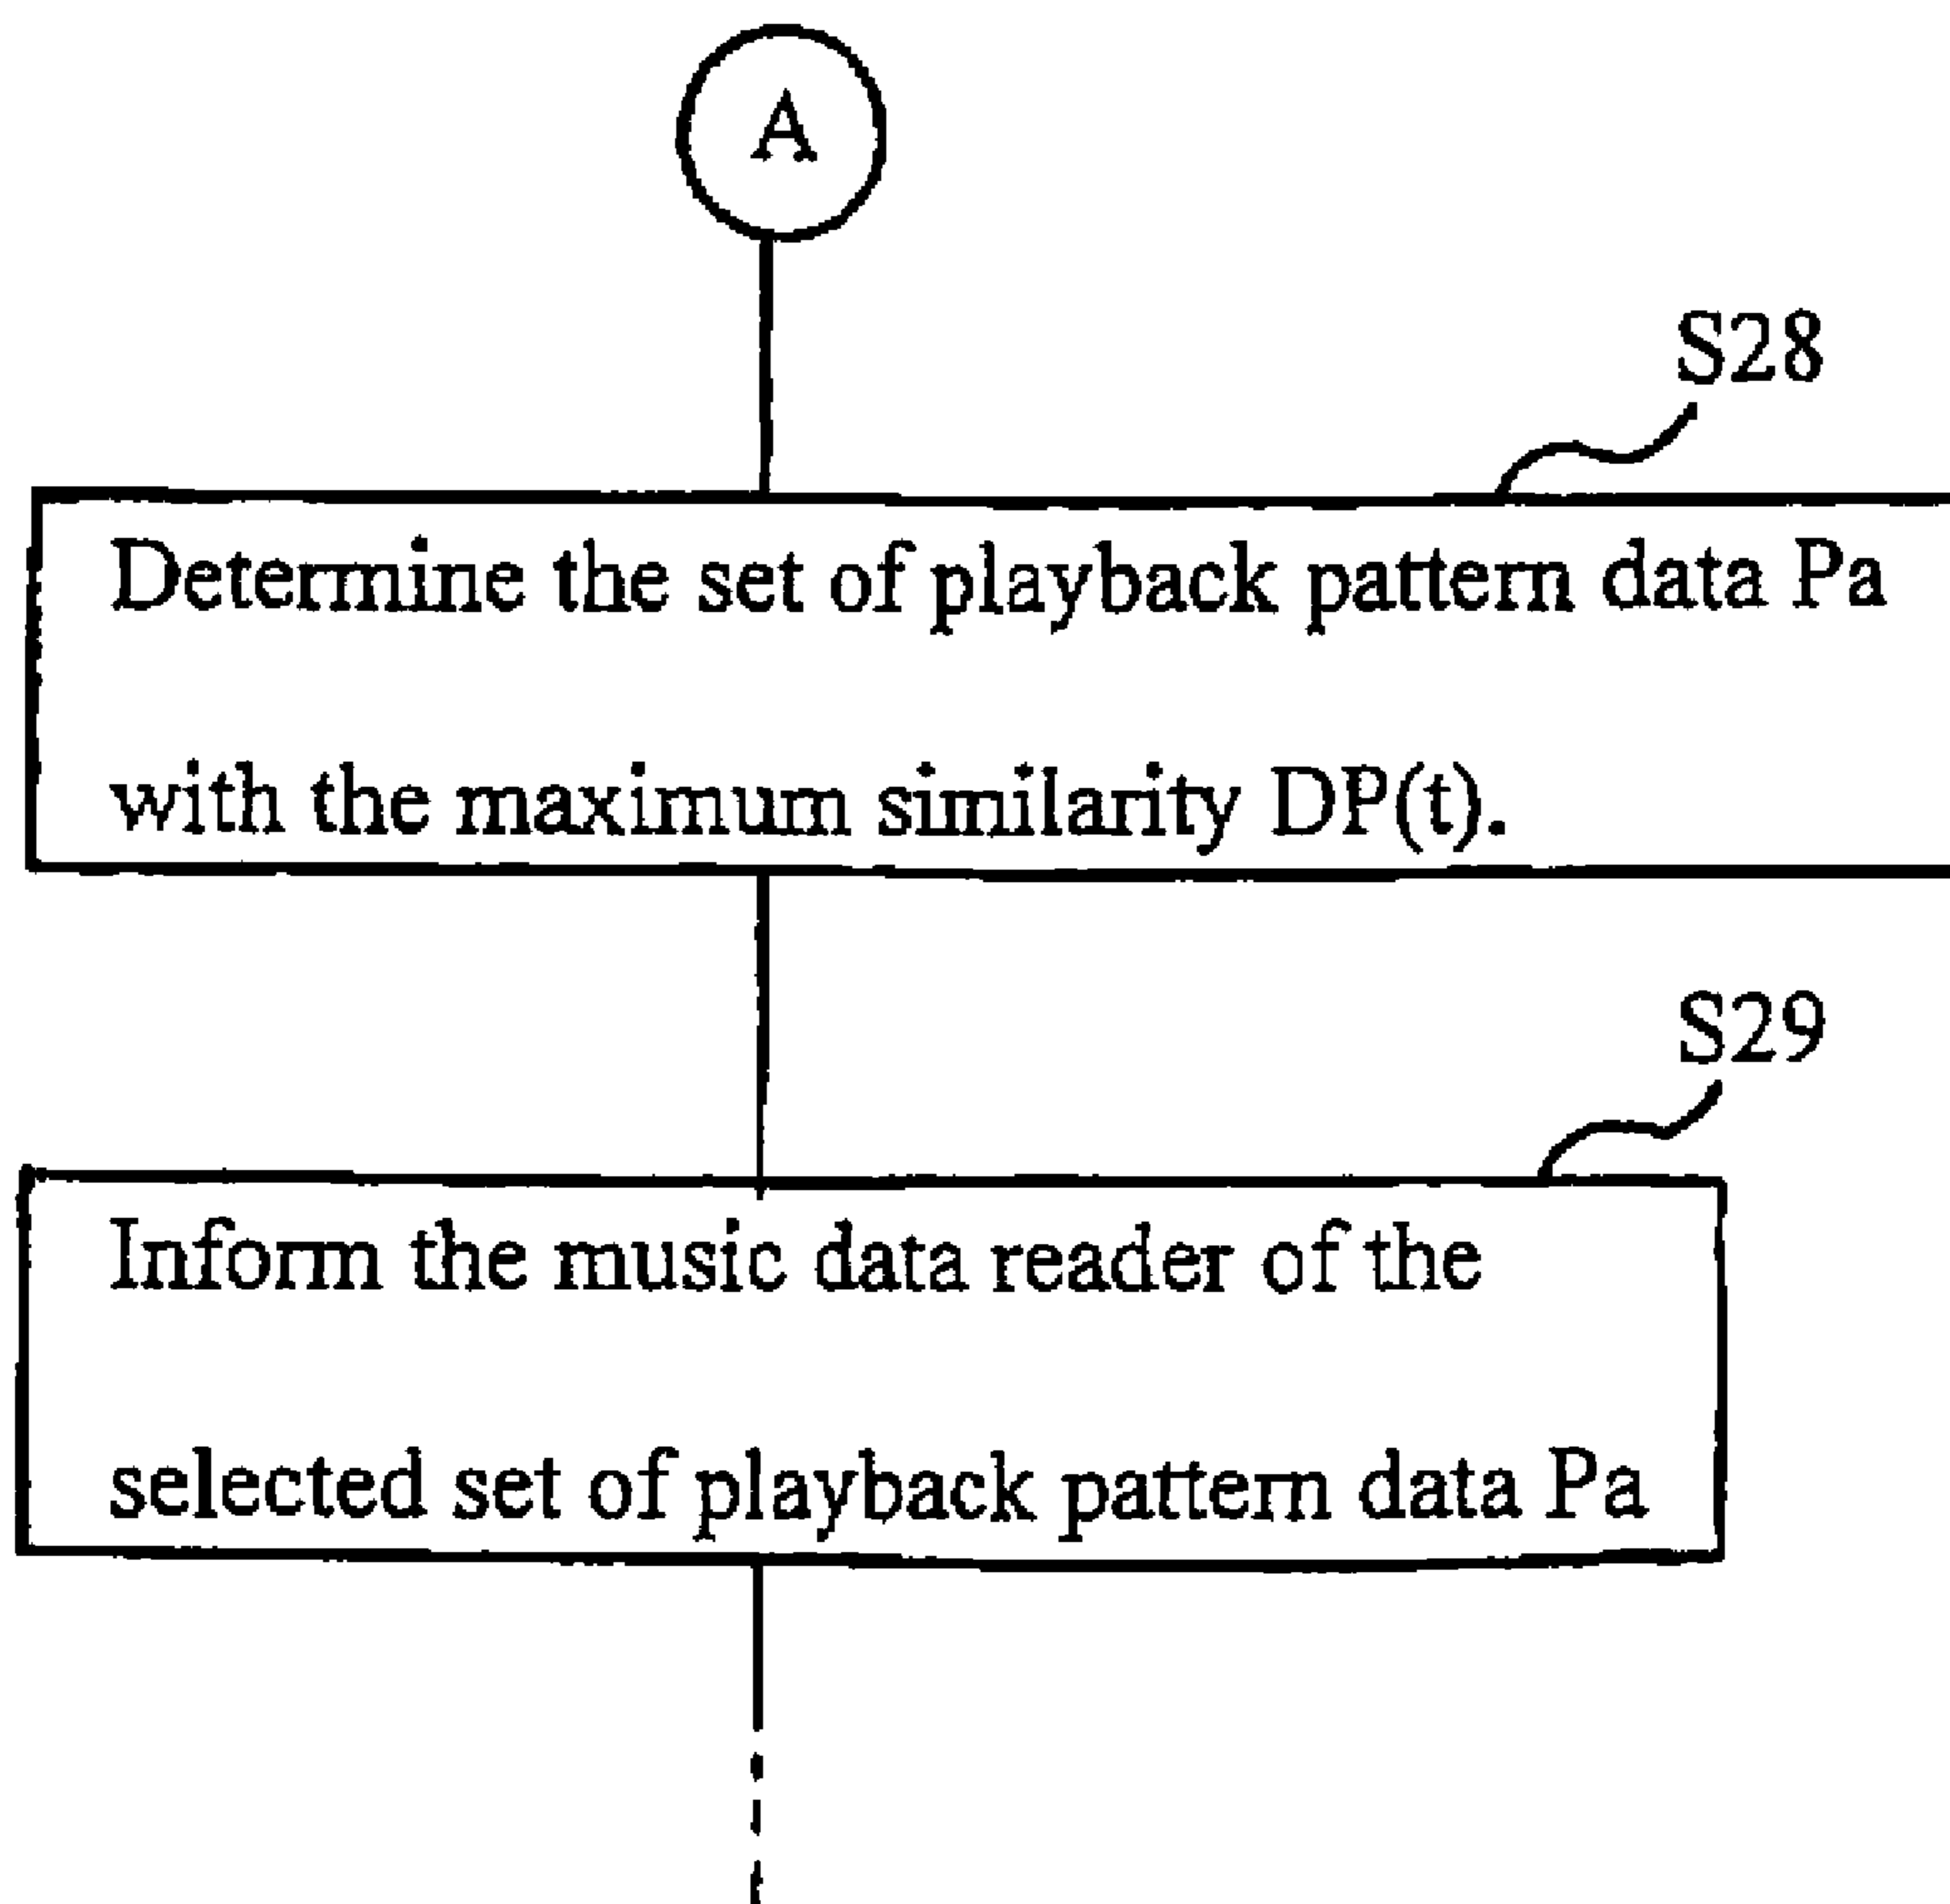 A
S28
Determine the set of playback pattern data Pa
with the maximum similarity DP(t).
S29
Inform the music data reader of the
selected set of playback pattern data Pa